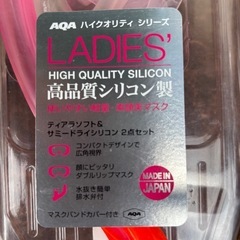 AQA ハイクオリティ シリーズ
LADIES'
HIGH QUALITY SILICON
高品質シリコン製
マスク
ティアラソフト&
サミードライシリコン 2点セット
コンパクトデザインで
広角視界
顔にピッタリ
ダブルリップマスク
水抜き簡単
排水弁付
MADE IN
JAPAN
マスクバンドカバー付き AQA